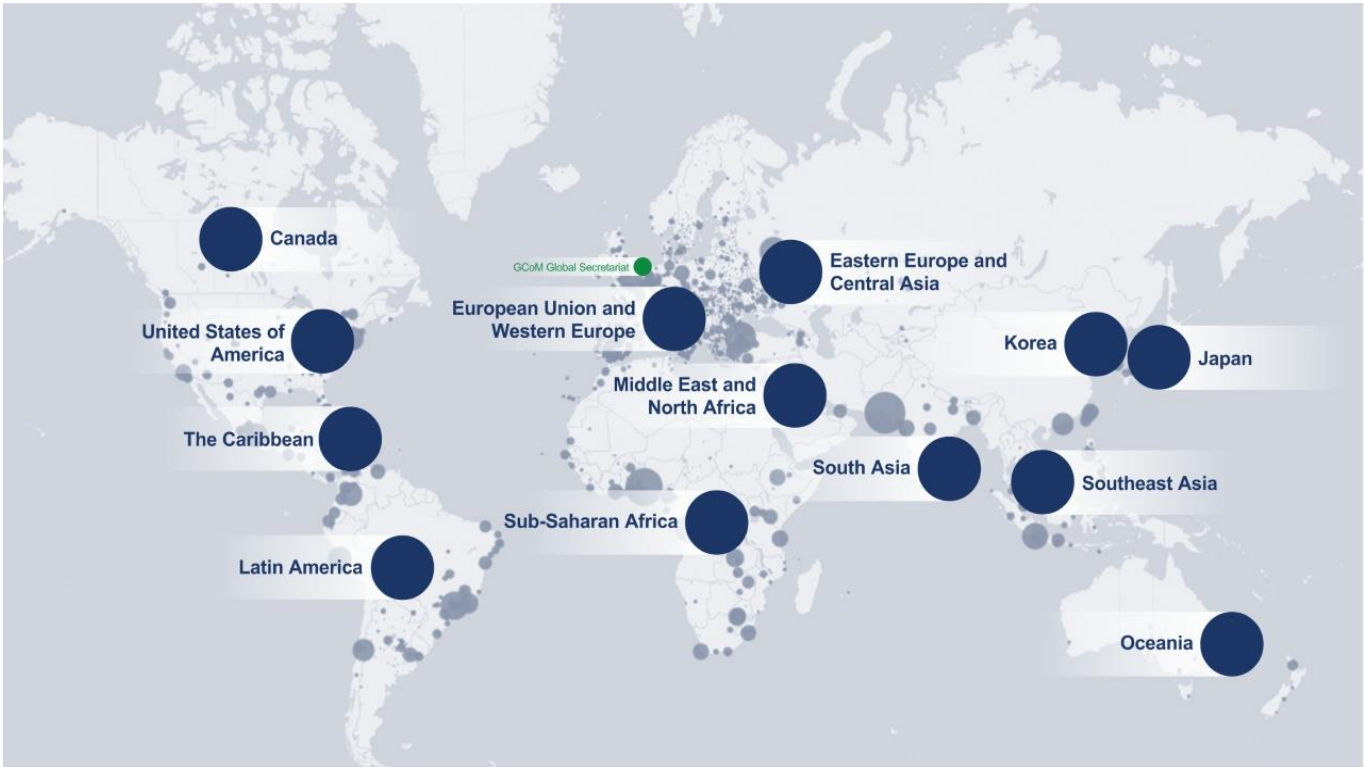 Canada
GCoM Global Secretariat
Eastern Europe and
Central Asia
European Union and
Western Europe
United States of
America
Korea
Japan
Middle East and
North Africa
The Caribbean
South Asia
Southeast Asia
Sub-Saharan Africa
Latin America
Oceania